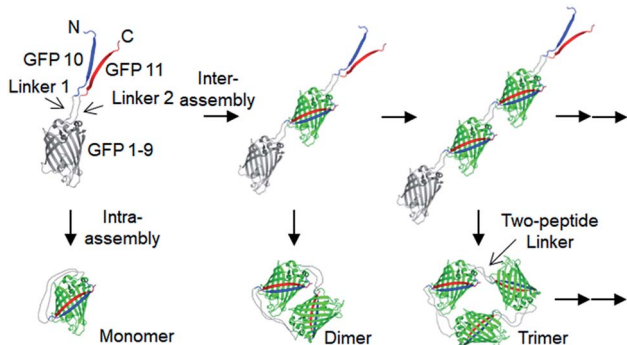 N
C
GFP 10
GFP 11
Linker 1
Linker 2
GFP 1-9
Inter-
assembly
Intra-
assembly
Two-peptide
Linker
Monomer
Dimer
Trimer